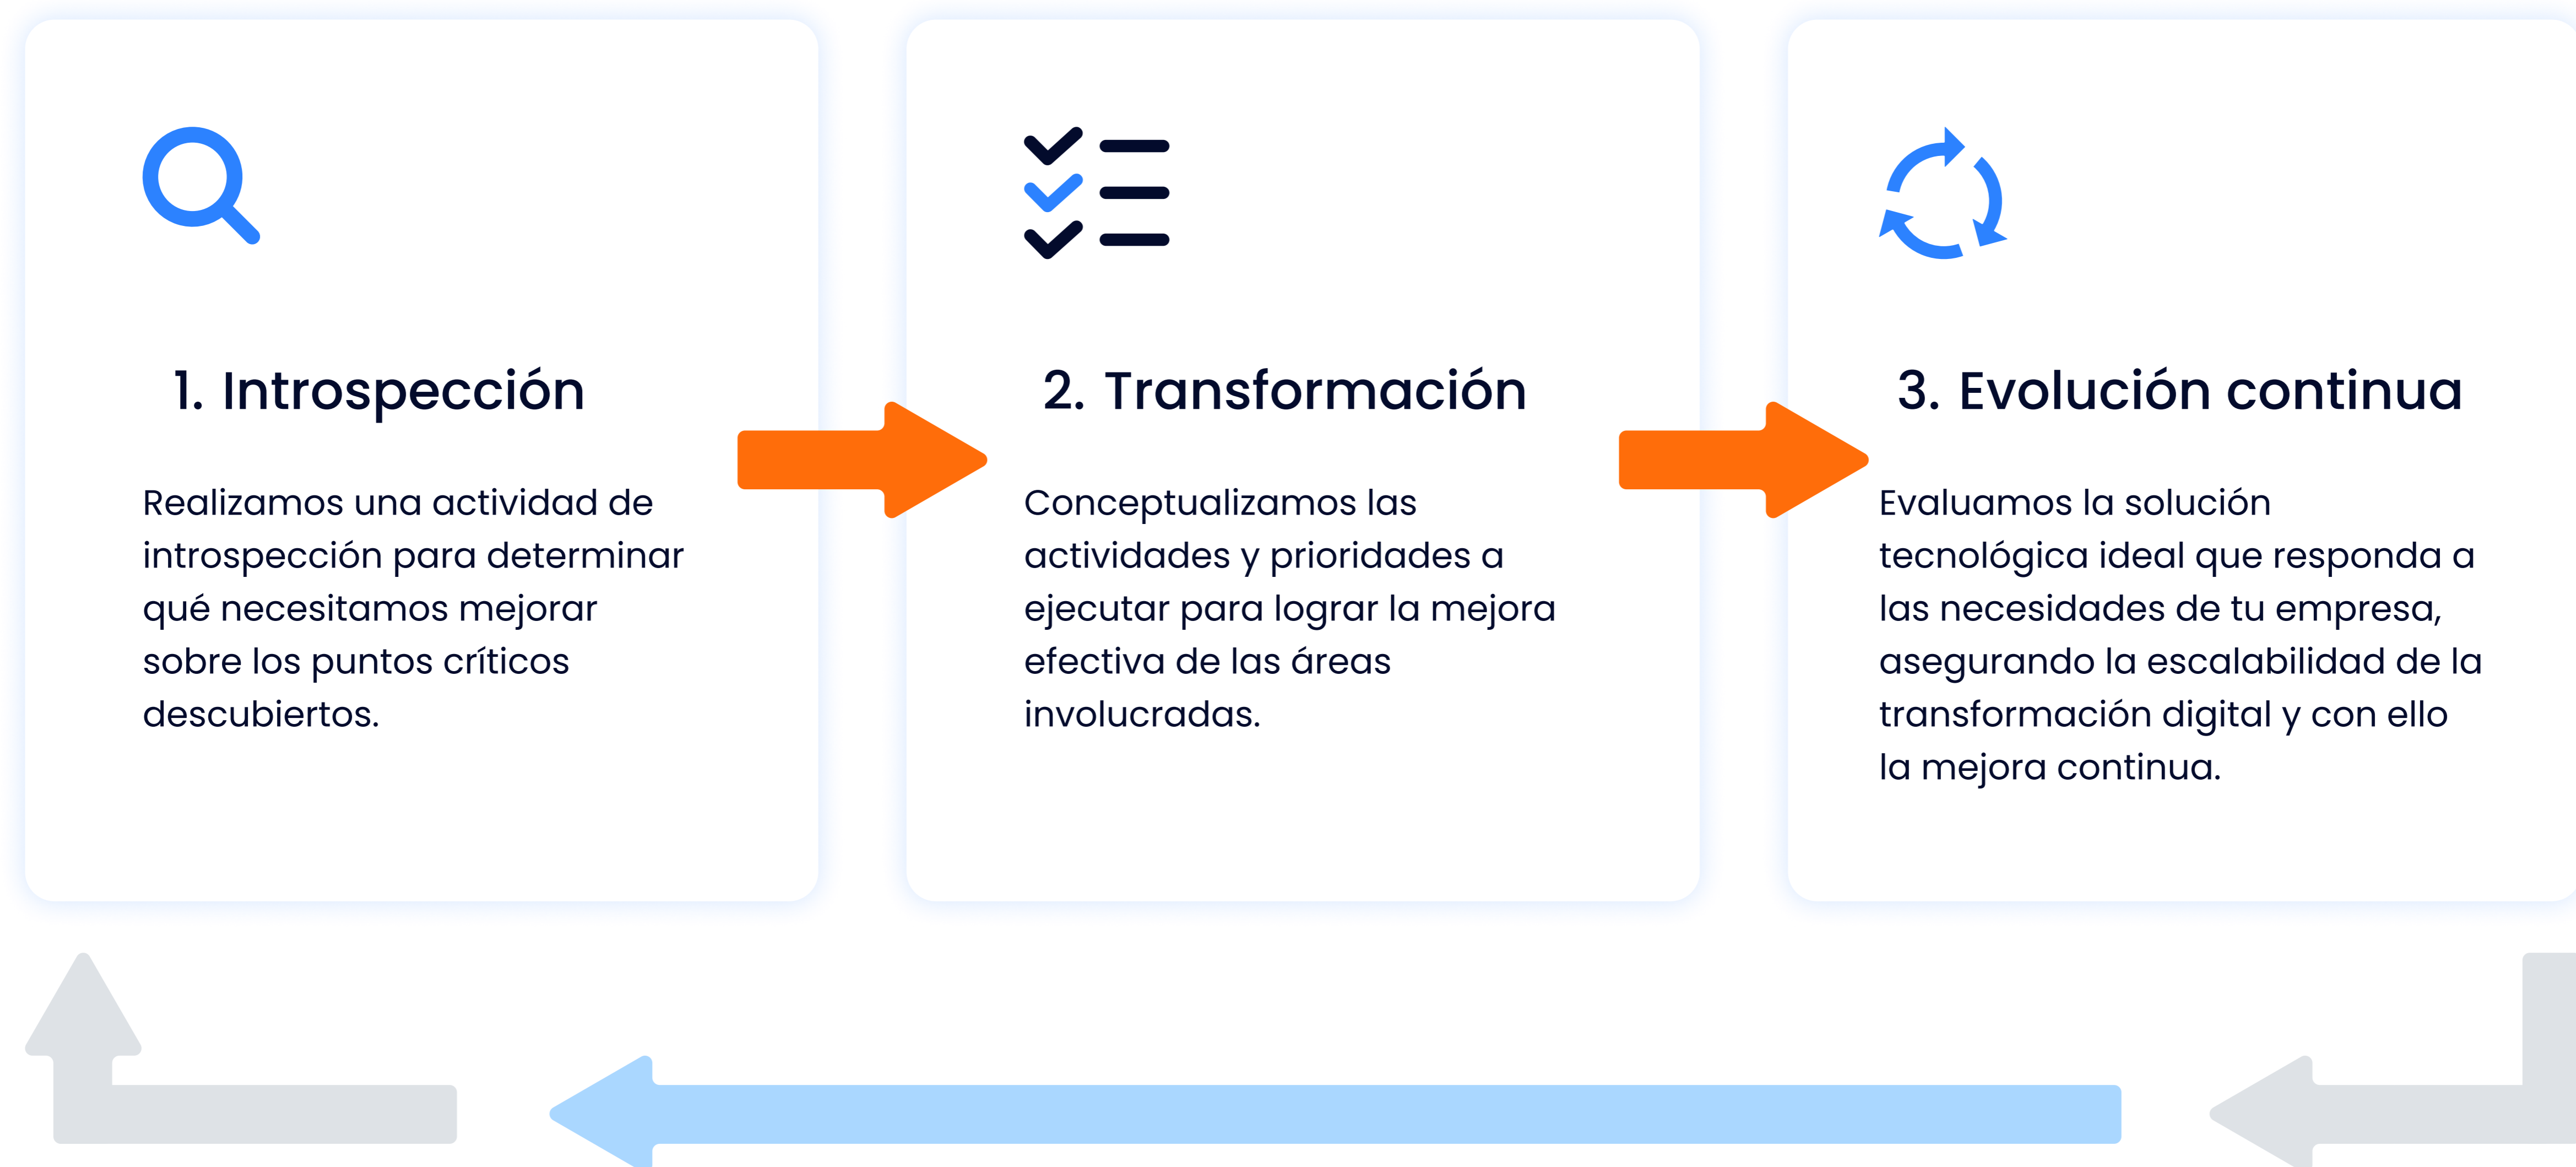 1. Introspección
Realizamos una actividad de
introspección para determinar
qué necesitamos mejorar
sobre los puntos críticos
descubiertos.
2. Transformación
Conceptualizamos las
actividades y prioridades a
ejecutar para lograr la mejora
efectiva de las áreas
involucradas.
3. Evolución continua
Evaluamos la solución
tecnológica ideal que responda a
las necesidades de tu empresa,
asegurando la escalabilidad de la
transformación digital y con ello
la mejora continua.